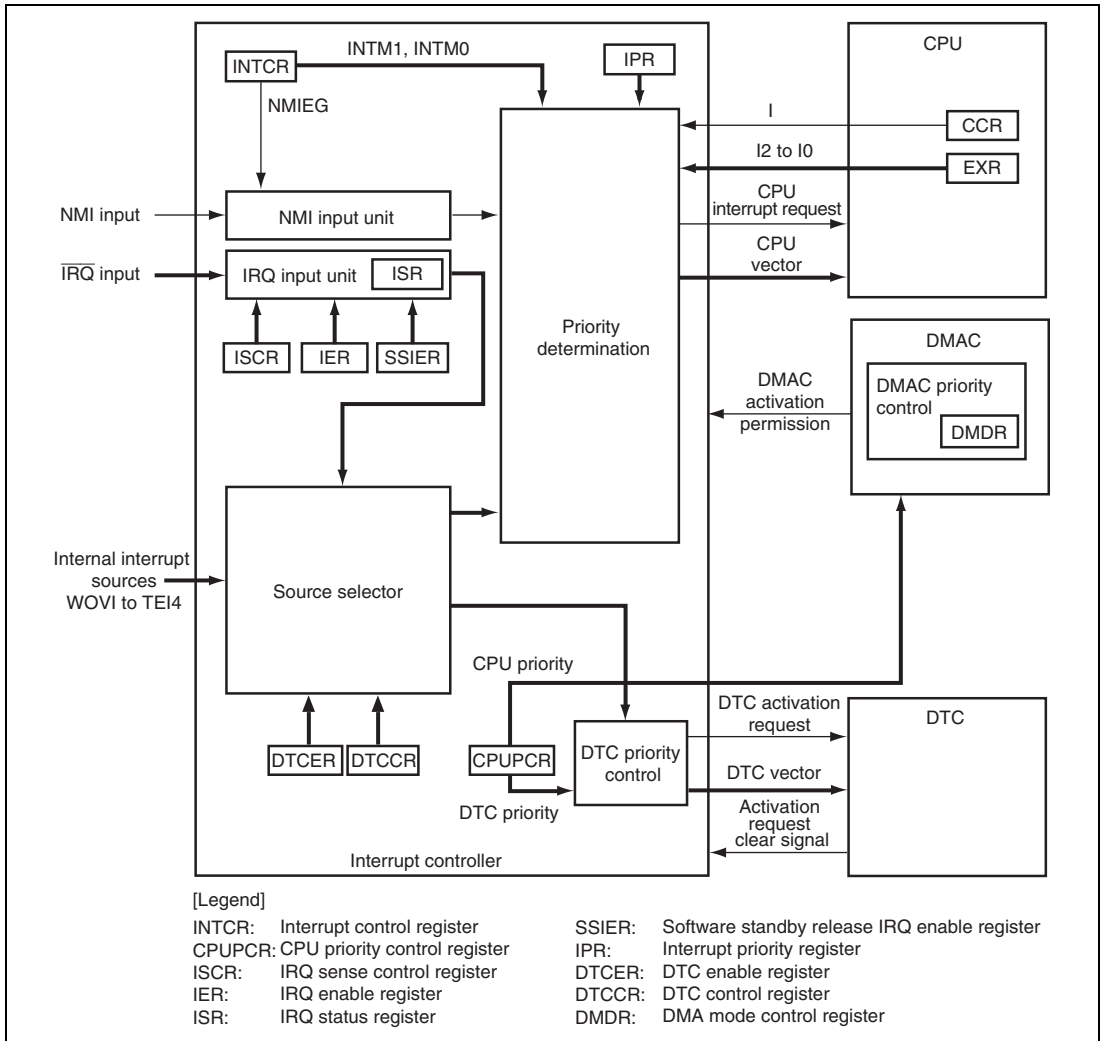 INTM1, INTM0
INTCR
IPR
CPU
NMIEG
I
CCR
I2 to I0
EXR
NMI input
NMI input unit
CPU
interrupt request
CPU
vector
IRQ input
IRQ input unit
ISR
ISCR
IER
SSIER
Priority
determination
DMAC
DMAC priority
control
DMDR
DMAC
activation
permission
Internal interrupt
sources
WOVI to TEI4
Source selector
CPU priority
DTCER
DTCCR
CPUPCR
DTC priority
control
DTC priority
DTC activation
request
DTC
DTC vector
Activation
request
clear signal
Interrupt controller
[Legend]
INTCR: Interrupt control register
CPUPCR: CPU priority control register
ISCR: IRQ sense control register
IER: IRQ enable register
ISR: IRQ status register
SSIER: Software standby release IRQ enable register
IPR: Interrupt priority register
DTCER: DTC enable register
DTCCR: DTC control register
DMDR: DMA mode control register